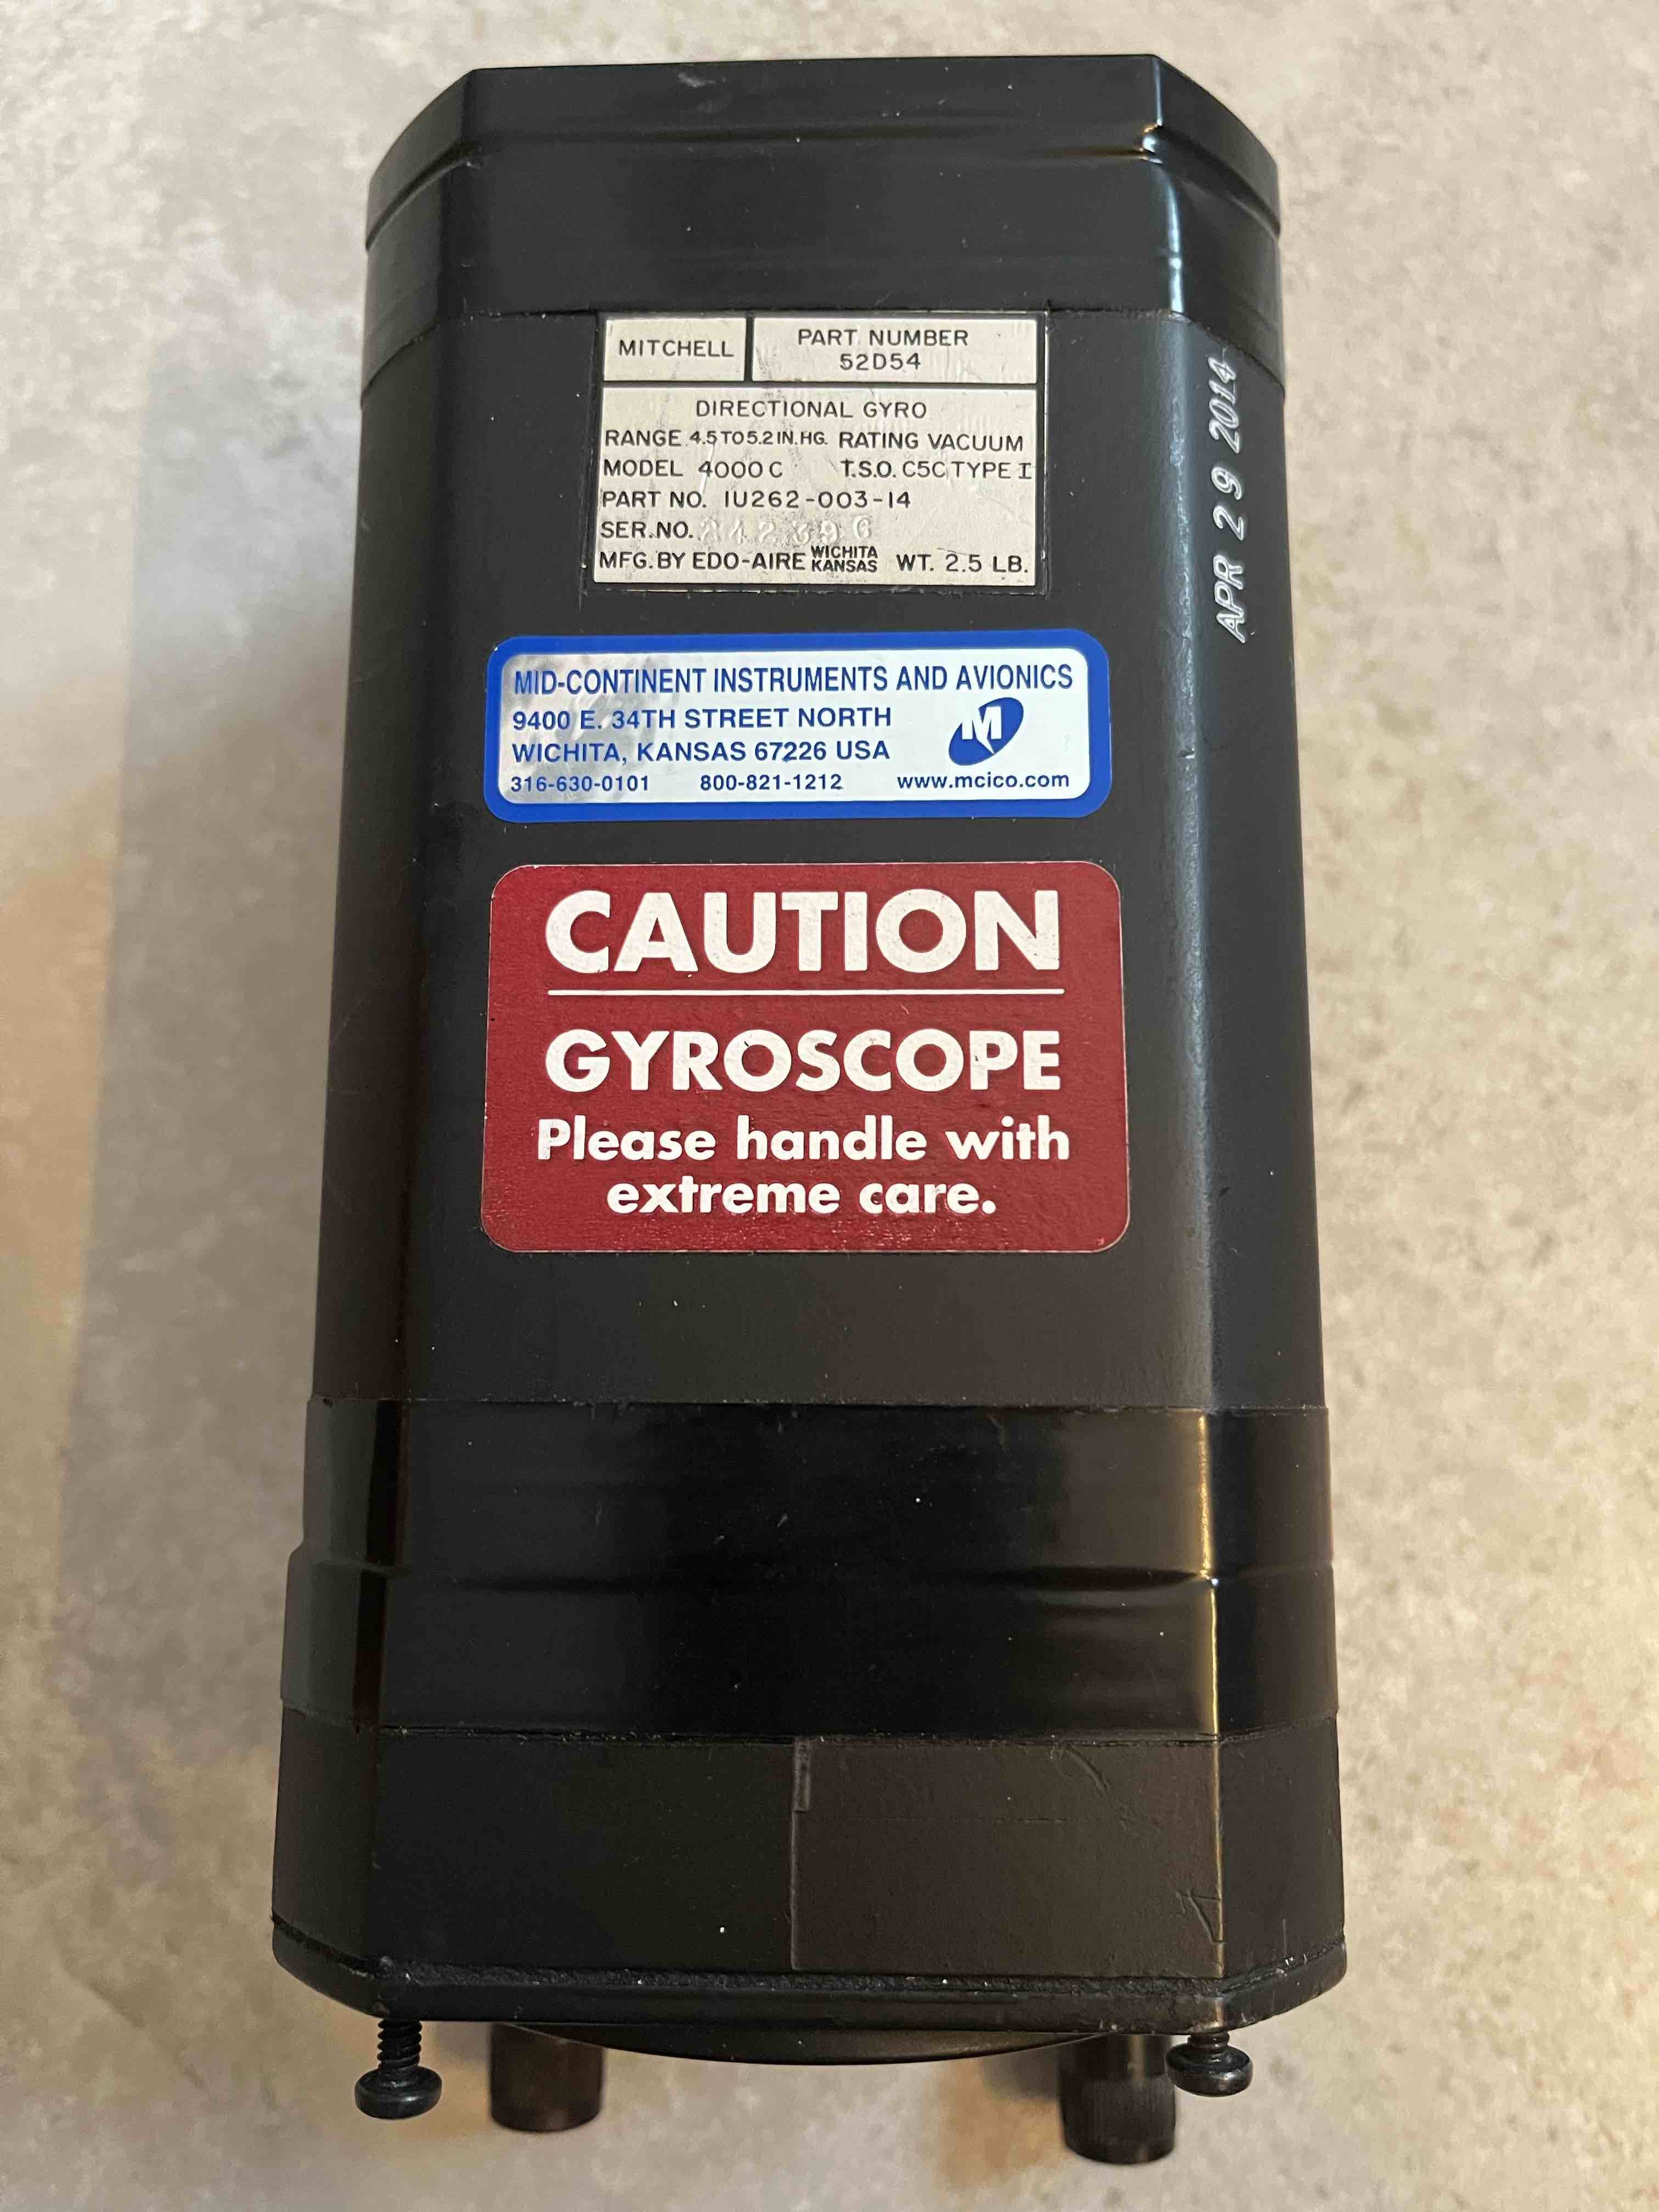 MITCHELL
PART NUMBER
52D54
DIRECTIONAL GYRO
RANGE 4.5 TO 5.2 IN. HG. RATING VACUUM
MODEL 4000 C T.S.O. C5C TYPE I
PART NO. 1U262-003-14
SER. NO.
MFG. BY EDO-AIRE WICHITA KANSAS WT. 2.5 LB.
APR 29 2014
MID-CONTINENT INSTRUMENTS AND AVIONICS
9400 E. 34TH STREET NORTH
WICHITA, KANSAS 67226 USA
316-630-0101 800-821-1212 www.mcico.com
M
CAUTION
GYROSCOPE
Please handle with
extreme care.